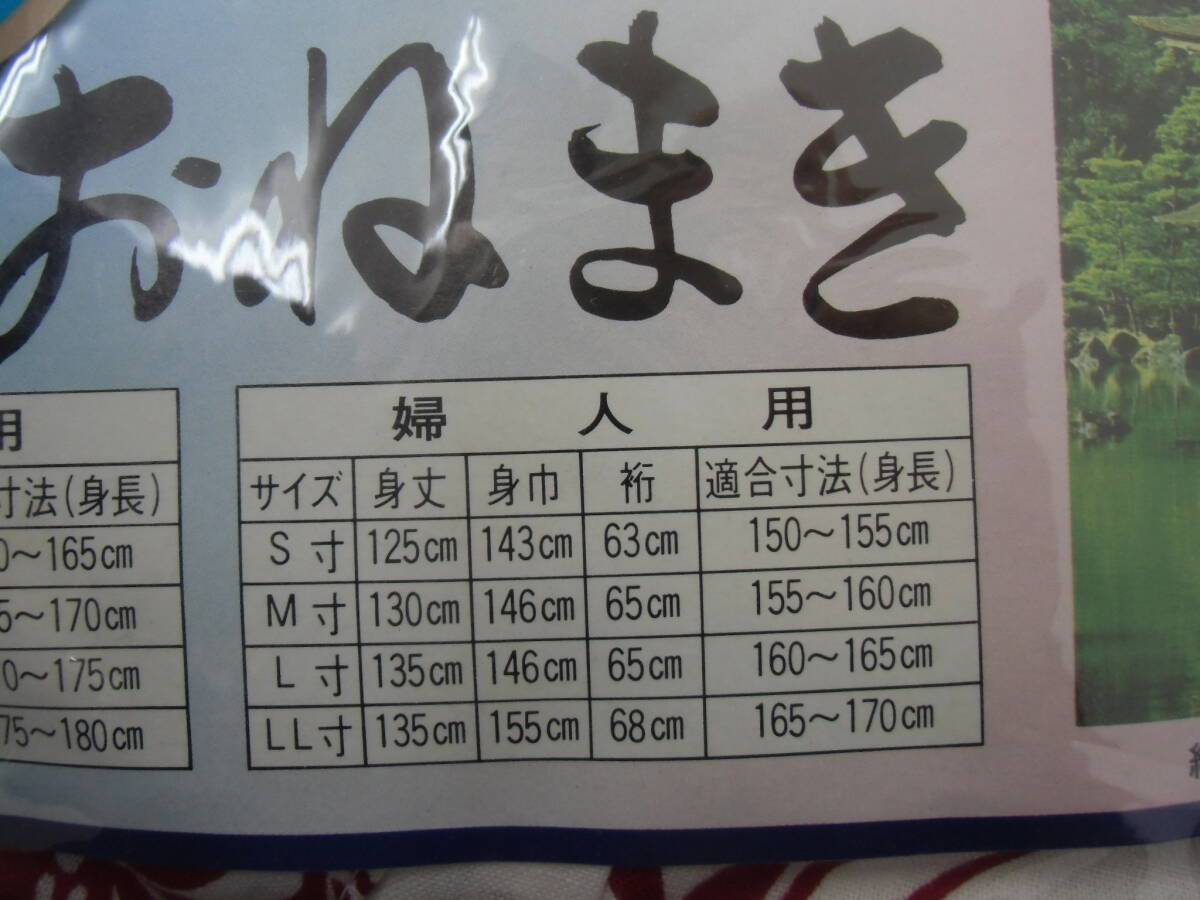 おねまき
用
寸法(身長)
0～165cm
5～170cm
0～175cm
75～180cm
婦人用
サイズ 身丈 身巾 裄 適合寸法(身長)
S寸 125cm 143cm 63cm 150～155cm
M寸 130cm 146cm 65cm 155～160cm
L寸 135cm 146cm 65cm 160～165cm
LL寸 135cm 155cm 68cm 165～170cm